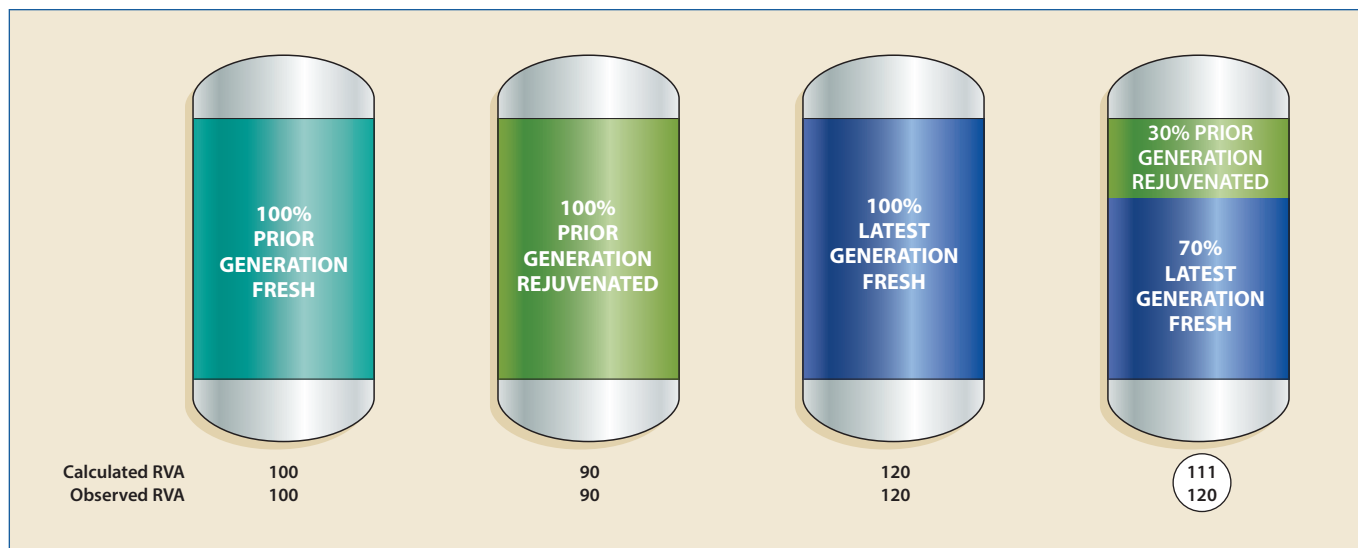 100%
PRIOR
GENERATION
FRESH
100%
PRIOR
GENERATION
REJUVENATED
100%
LATEST
GENERATION
FRESH
30% PRIOR
GENERATION
REJUVENATED
70%
LATEST
GENERATION
FRESH
Calculated RVA 100 90 120 111
Observed RVA 100 90 120 120